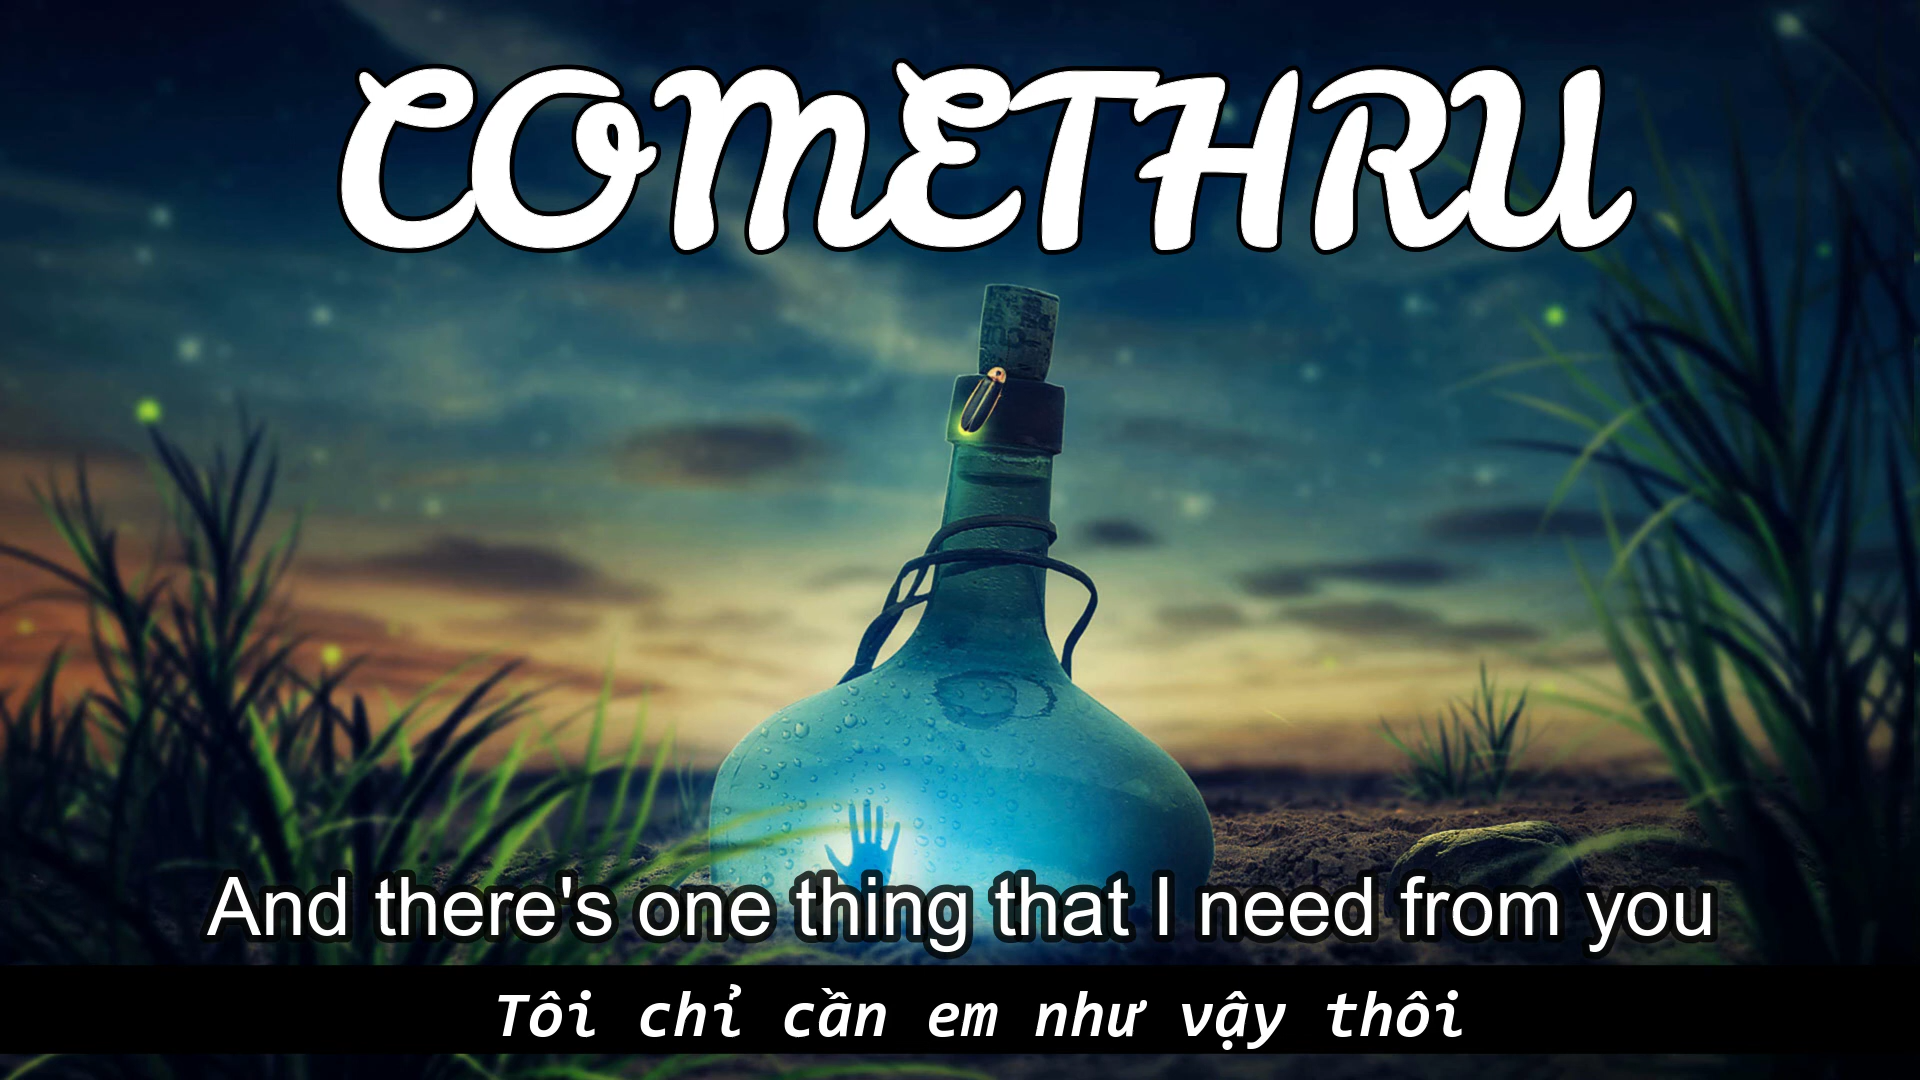 COMETHRU
And there's one thing that I need from you
Tôi chỉ cần em như vậy thôi